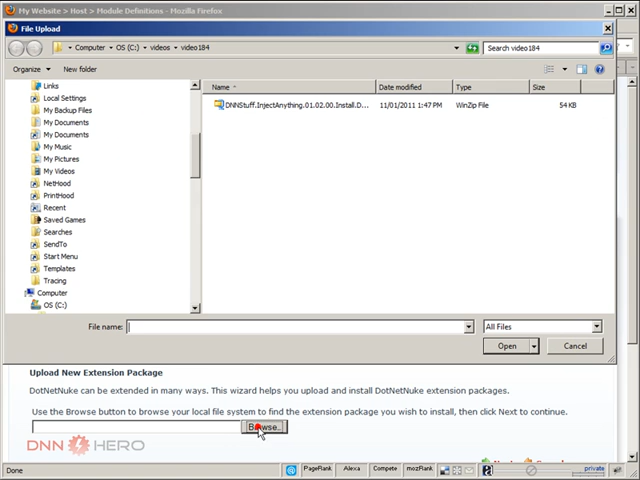 My Website > Host > Module Definitions - Mozilla Firefox
File Upload
Computer OS (C:) videos video184
Search video184
Organize New folder
Name Date modified Type Size
Links
DNNStuff.InjectAnything.01.02.00.Install.D... 11/01/2011 1:47 PM WinZip File 54 KB
Local Settings
My Backup Files
My Documents
My Documents
My Music
My Pictures
My Videos
NetHood
PrintHood
Recent
Saved Games
Searches
SendTo
Start Menu
Templates
Tracing
Computer
OS (C:)
File name: All Files
Open Cancel
Upload New Extension Package
DotNetNuke can be extended in many ways. This wizard helps you upload and install DotNetNuke extension packages.
Use the Browse button to browse your local file system to find the extension package you wish to install, then click Next to continue.
Browse...
DNN HERO
Done PageRank Alexa Compete mozRank private